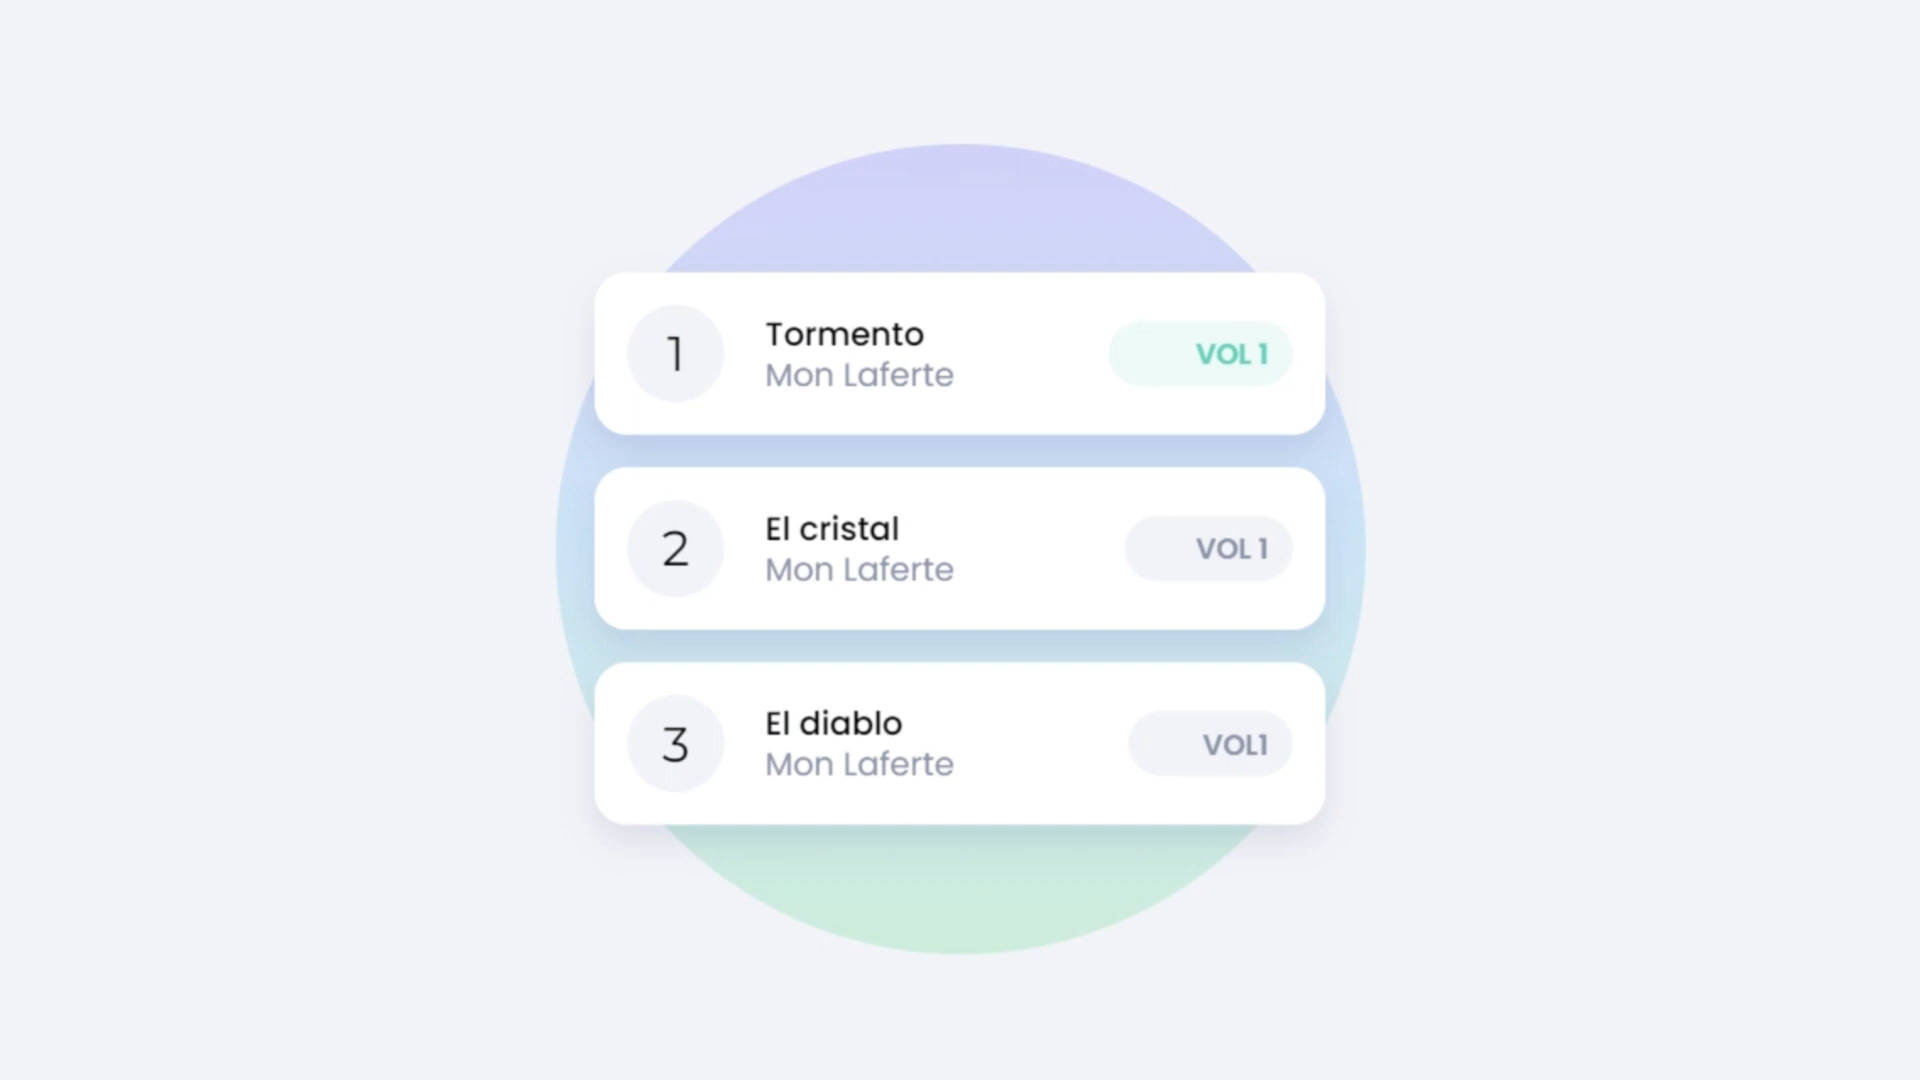 1
Tormento
Mon Laferte
VOL 1
2
El cristal
Mon Laferte
VOL 1
3
El diablo
Mon Laferte
VOL1